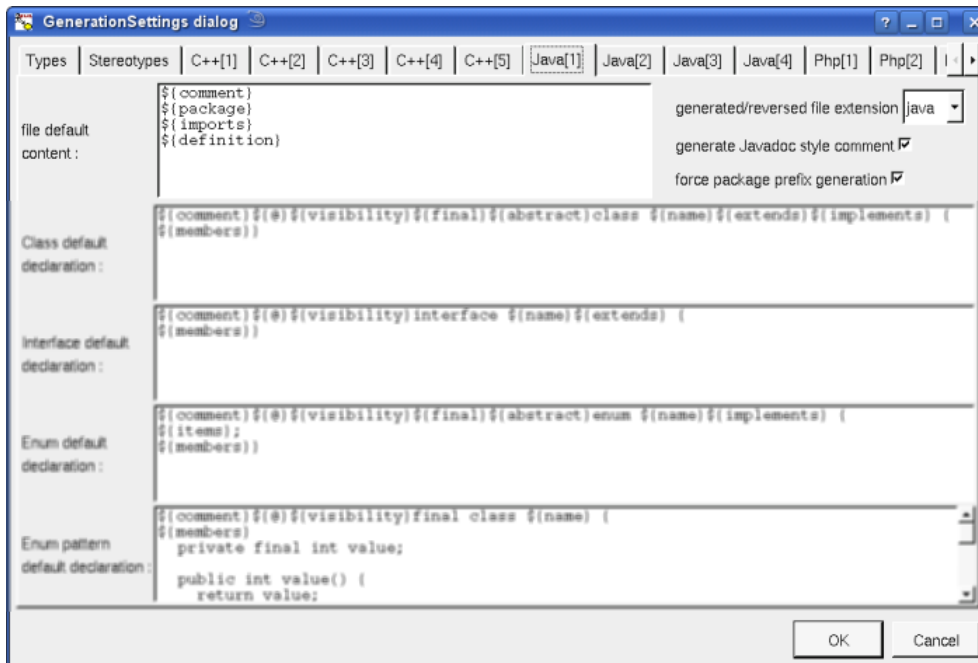 GenerationSettings dialog
Types Stereotypes C++[1] C++[2] C++[3] C++[4] C++[5] Java[1] Java[2] Java[3] Java[4] Php[1] Php[2]
file default
content :
${comment}
${package}
${imports}
${definition}
generated/reversed file extension java
generate Javadoc style comment
force package prefix generation
Class default
declaration :
${comment}${@}${visibility}${final}${abstract}class ${name}${extends}${implements} {
${members}}
Interface default
declaration :
${comment}${@}${visibility}interface ${name}${extends} {
${members}}
Enum default
declaration :
${comment}${@}${visibility}${final}${abstract}enum ${name}${implements} {
${items};
${members}}
Enum pattern
default declaration :
${comment}${@}${visibility}final class ${name} {
${members}
private final int value;
public int value() {
return value;
OK Cancel